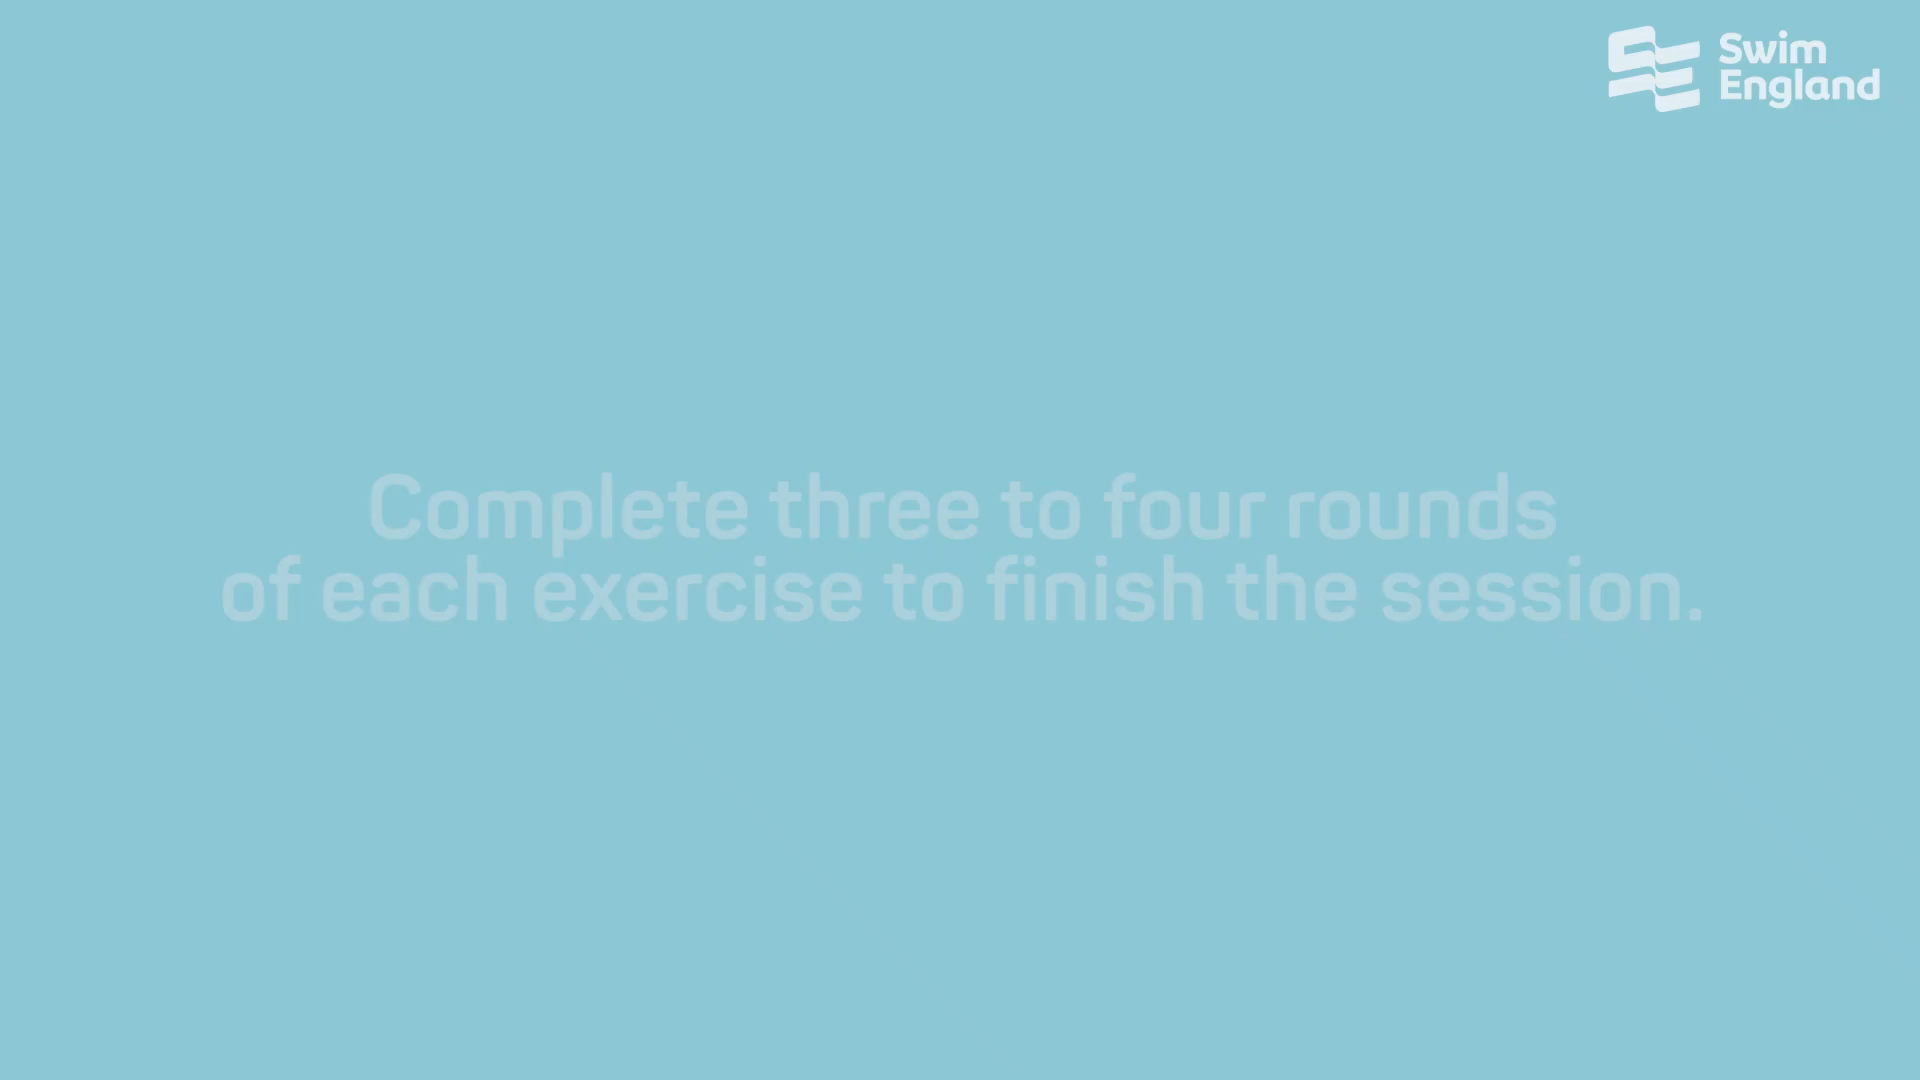 Swim
England
Complete three to four rounds
of each exercise to finish the session.